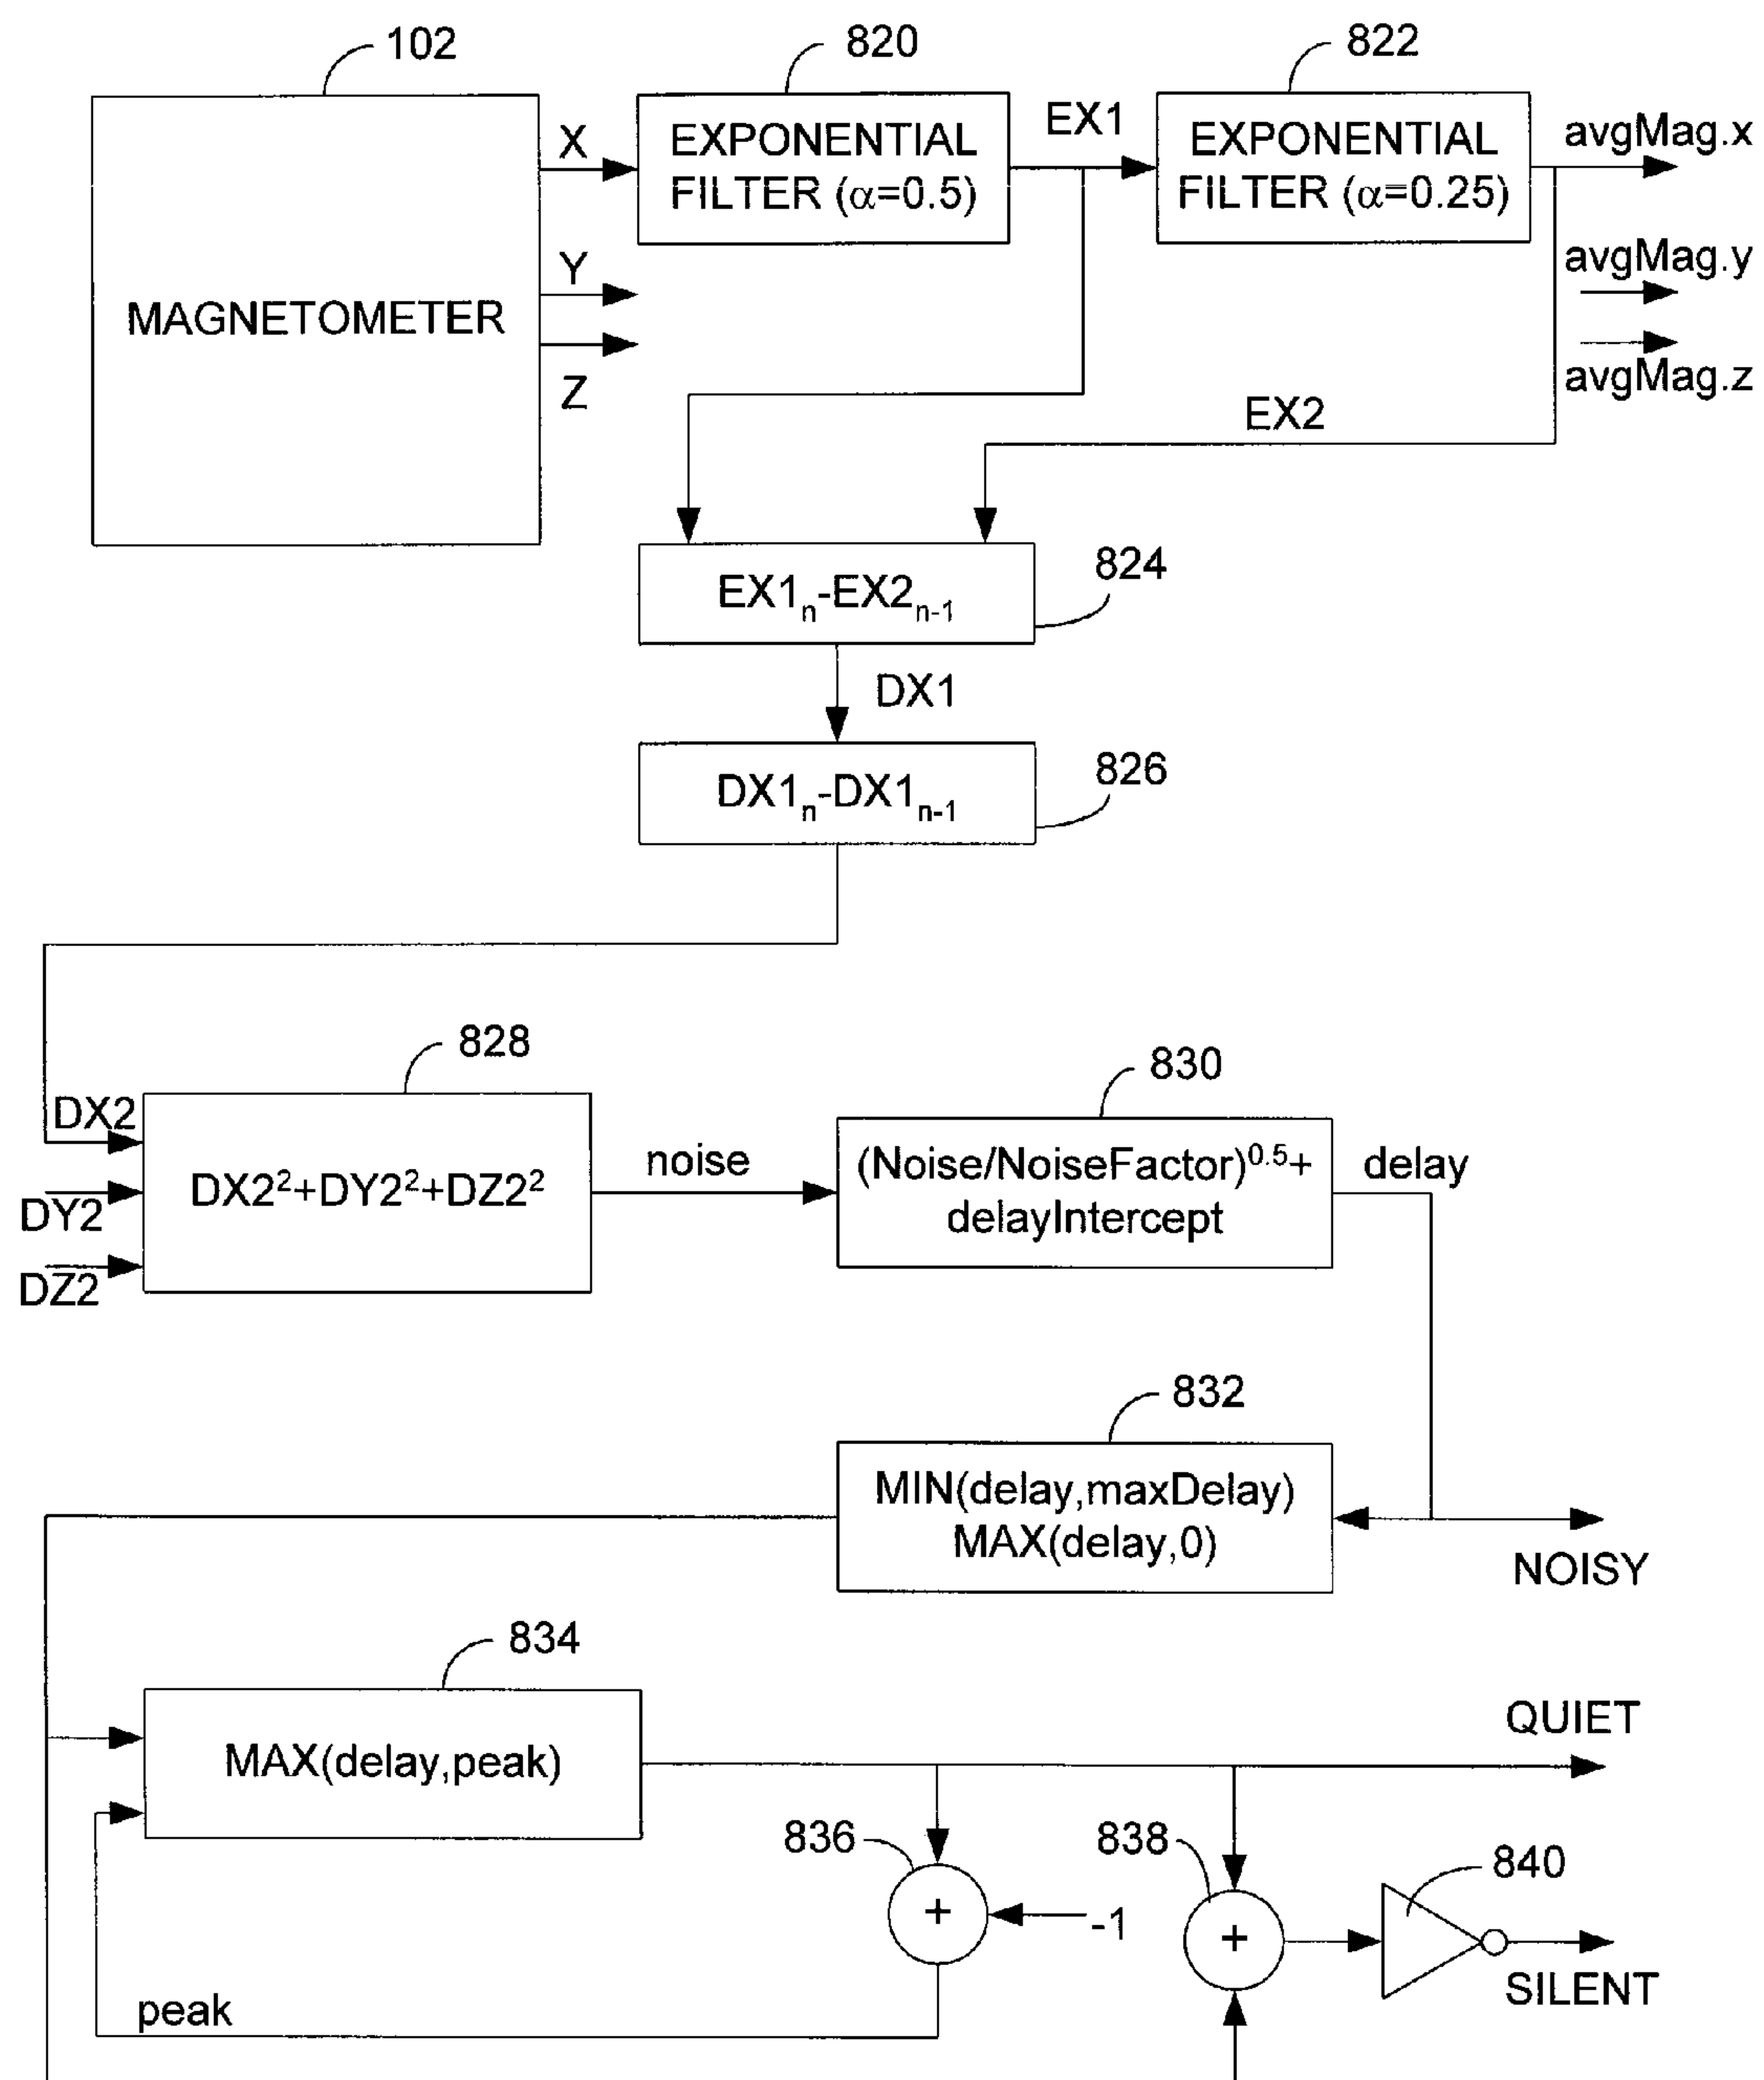 102
820
822
MAGNETOMETER
X
Y
Z
EXPONENTIAL
FILTER (α=0.5)
EX1
EXPONENTIAL
FILTER (α=0.25)
avgMag.x
avgMag.y
avgMag.z
EX2
EX1ₙ-EX2ₙ₋₁
824
DX1
DX1ₙ-DX1ₙ₋₁
826
828
DX2
DY2
DZ2
DX2²+DY2²+DZ2²
noise
830
(Noise/NoiseFactor)⁰·⁵+
delayIntercept
delay
832
MIN(delay,maxDelay)
MAX(delay,0)
NOISY
834
MAX(delay,peak)
QUIET
836
+
-1
838
+
840
SILENT
peak